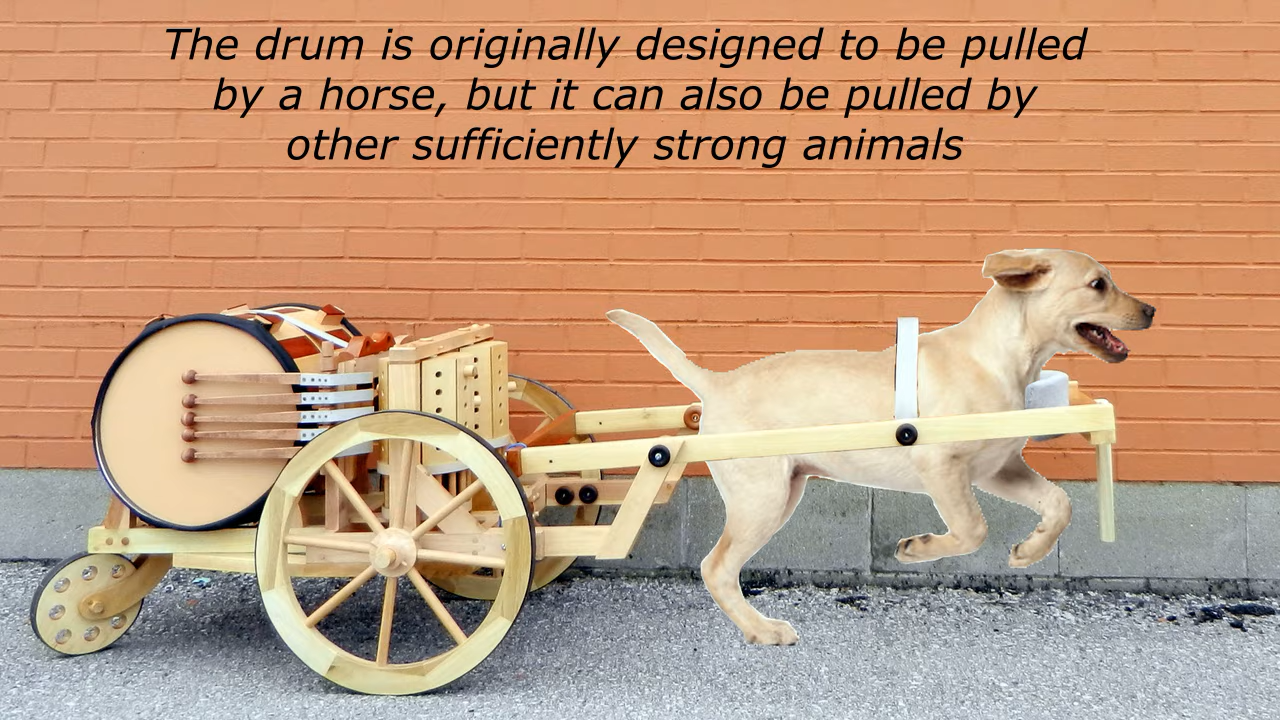 The drum is originally designed to be pulled
by a horse, but it can also be pulled by
other sufficiently strong animals